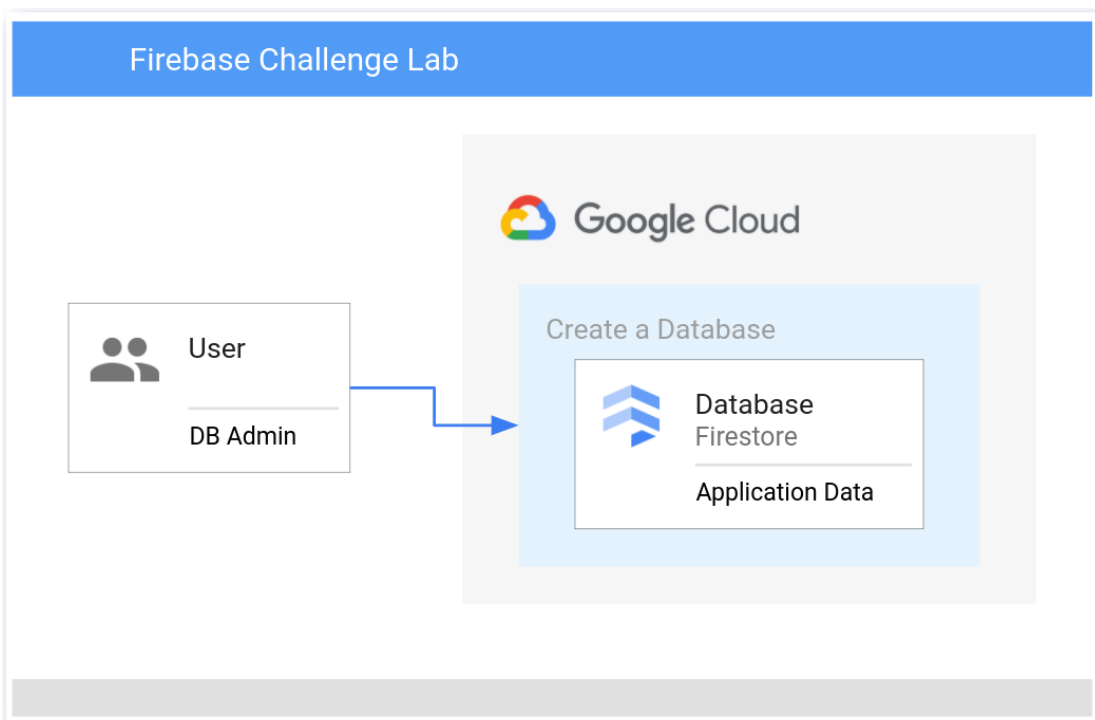 Firebase Challenge Lab
Google Cloud
User
DB Admin
Create a Database
Database
Firestore
Application Data